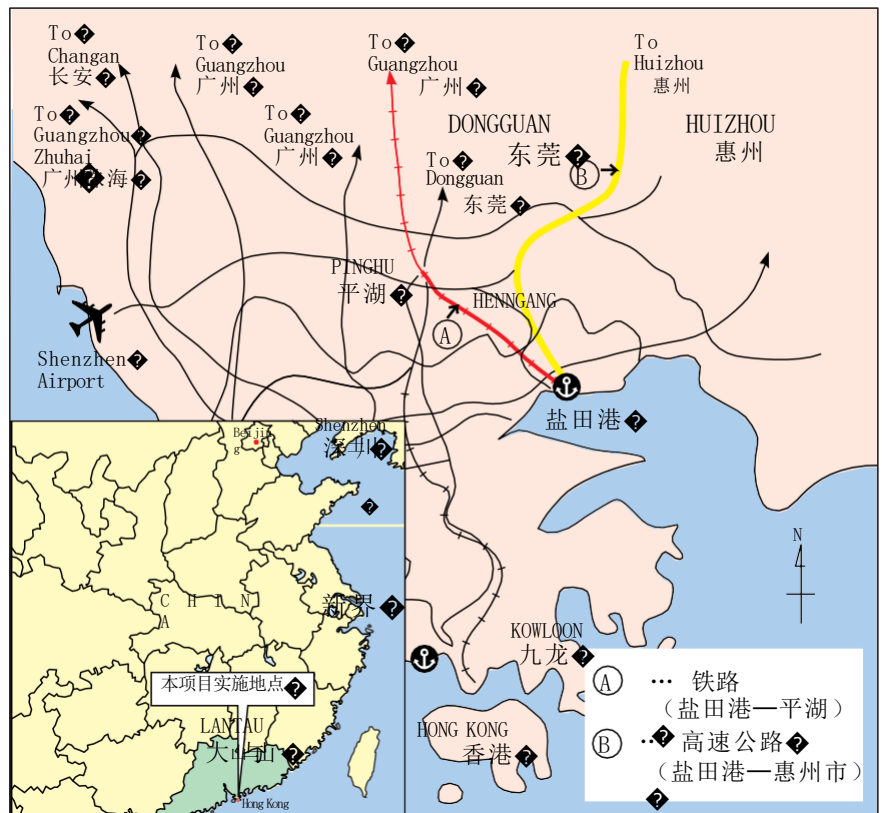 To
Changan
长安
To
Guangzhou
广州
To
Guangzhou
广州
To
Huizhou
惠州
To
Guangzhou
Zhuhai
广州 海
To
Guangzhou
广州
DONGGUAN
东莞
HUIZHOU
惠州
B
To
Dongguan
东莞
PINGHU
平湖
HENNGANG
A
Shenzhen
Airport
盐田港
Shenzhen
深圳
Beijin
g
N
C H I N
A
新界
KOWLOON
九龙
本项目实施地点
LANTAU
大屿山
HONG KONG
香港
Hong Kong
A … 铁路
(盐田港—平湖)
B ‥ 高速公路
(盐田港—惠州市)